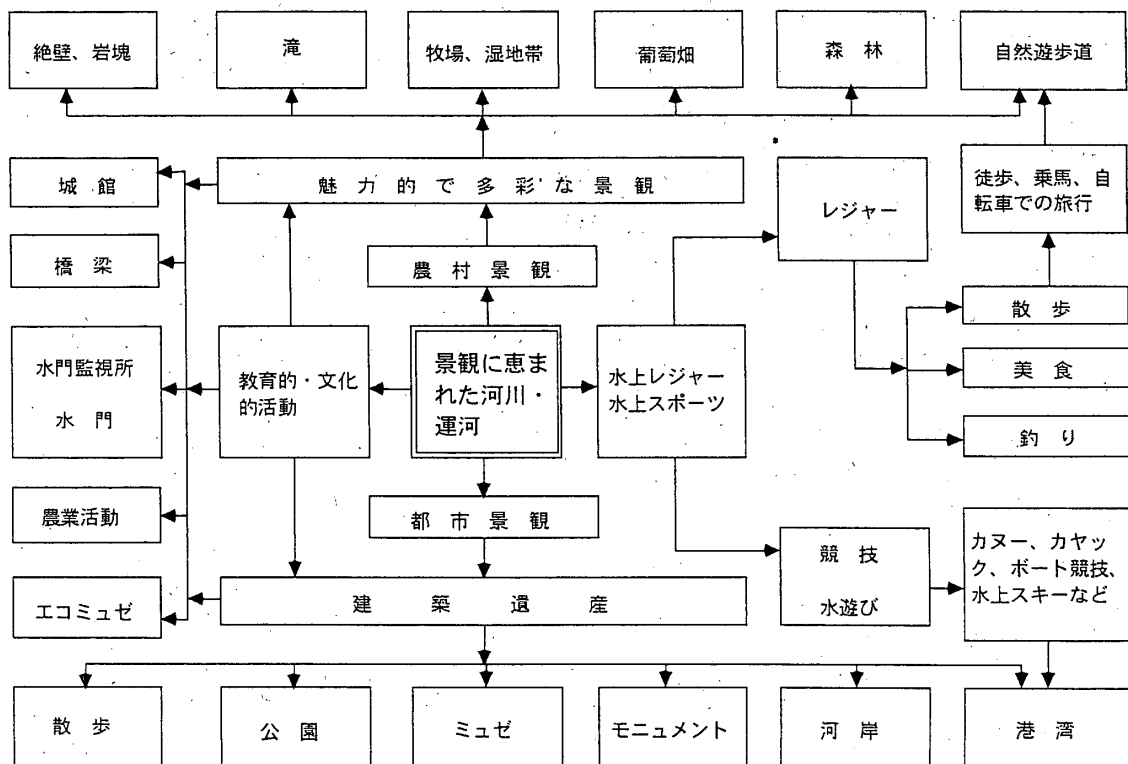 絶壁、岩塊
滝
牧場、湿地帯
葡萄畑
森林
自然遊歩道
城館
魅力的で多彩な景観
レジャー
徒歩、乗馬、自
転車での旅行
橋梁
農村景観
散歩
水門監視所
水門
教育的・文化
的活動
景観に恵ま
れた河川・
運河
水上レジャー
水上スポーツ
美食
釣り
農業活動
都市景観
競技
水遊び
カヌー、カヤッ
ク、ボート競技、
水上スキーなど
エコミュゼ
建築遺産
散歩
公園
ミュゼ
モニュメント
河岸
港湾